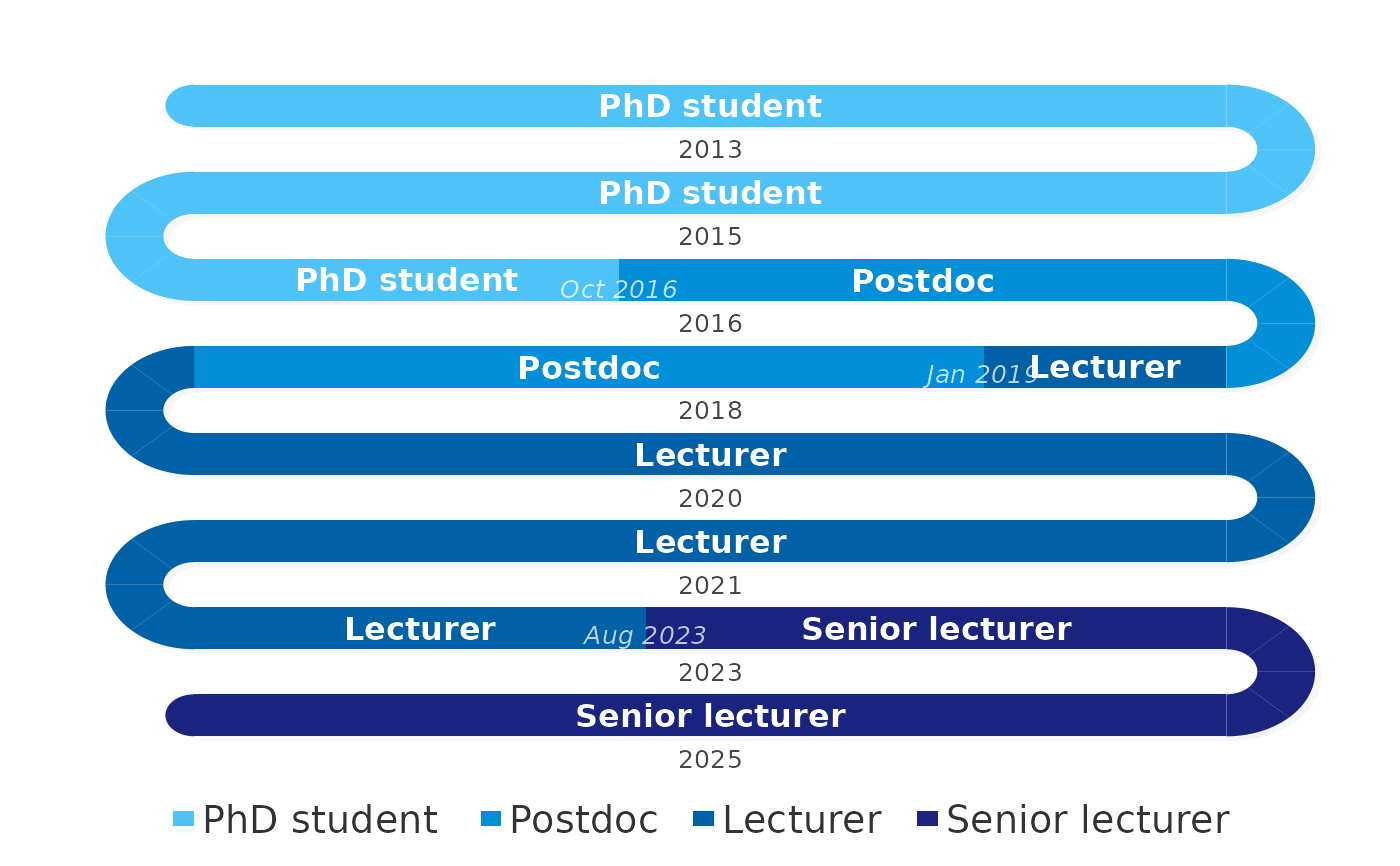 PhD student
2013
PhD student
2015
PhD student Oct 2016 Postdoc
2016
Postdoc Jan 2019 Lecturer
2018
Lecturer
2020
Lecturer
2021
Lecturer Aug 2023 Senior lecturer
2023
Senior lecturer
2025
PhD student Postdoc Lecturer Senior lecturer